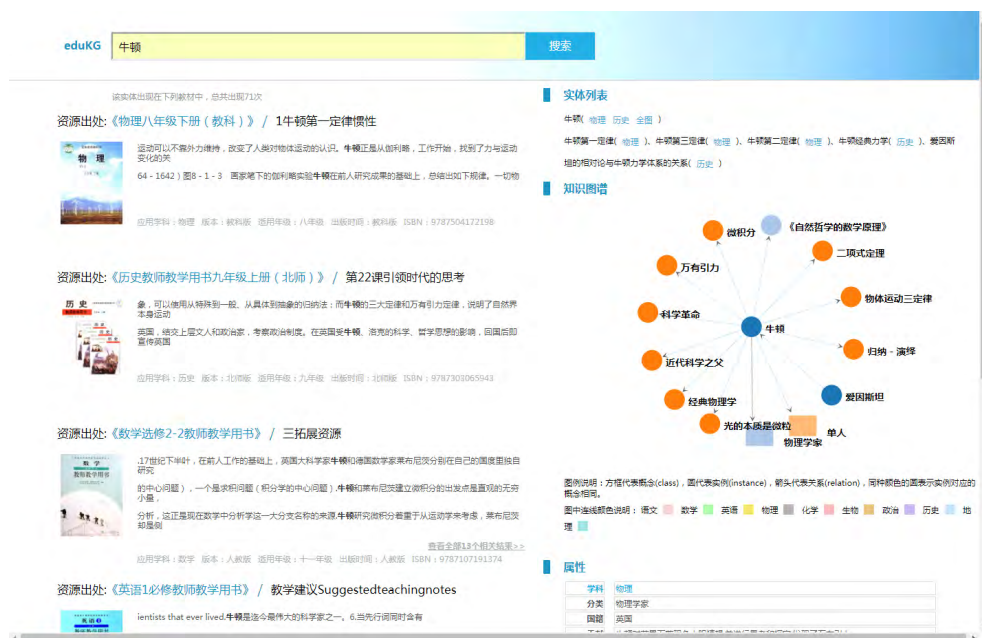 eduKG 牛顿 搜索
该实体出现在下列教材中，总共出现71次
资源出处:《物理八年级下册（教科）》 / 1牛顿第一定律惯性
物 理
运动可以不靠外力维持，改变了人类对物体运动的认识。牛顿正是从伽利略，工作开始，找到了力与运动
变化的关
64 - 1642 ) 图8 - 1 - 3 画家笔下的伽利略实验牛顿在前人研究成果的基础上，总结出如下规律。一切物
应用学科：物理 版本：教科版 适用年级：八年级 出版时间：教科版 ISBN：9787504172198
资源出处:《历史教师教学用书九年级上册（北师）》 / 第22课引领时代的思考
历 史
象，可以使用从特殊到一般、从具体到抽象的归纳法：而牛顿的三大定律和万有引力定律，说明了自然界
本身运动
英国，结交上层文人和政治家，考察政治制度。在英国受牛顿、洛克的科学、哲学思想的影响，回国后即
宣传英国
应用学科：历史 版本：北师版 适用年级：九年级 出版时间：北师版 ISBN：9787303065943
资源出处:《数学选修2-2教师教学用书》 / 三拓展资源
数 学
教师教学用书
.17世纪下半叶，在前人工作的基础上，英国大科学家牛顿和德国数学家莱布尼茨分别在自己的国度里独自
研究
的中心问题），一个是求积问题（积分学的中心问题）.牛顿和莱布尼茨建立微积分的出发点是直观的无穷
小量，
分析，这正是现在数学中分析学这一大分支名称的来源.牛顿研究微积分着重于从运动学来考虑，莱布尼茨
却是侧
查看全部13个相关结果>>
应用学科：数学 版本：人教版 适用年级：十一年级 出版时间：人教版 ISBN：9787107191374
资源出处:《英语1必修教师教学用书》 / 教学建议Suggestedteachingnotes
英 语
ientists that ever lived.牛顿是迄今最伟大的科学家之一。6.当先行词同时含有
实体列表
牛顿( 物理 历史 全图 )
牛顿第一定律( 物理 )、牛顿第三定律( 物理 )、牛顿第二定律( 物理 )、牛顿经典力学( 历史 )、爱因斯
坦的相对论与牛顿力学体系的关系( 历史 )
知识图谱
微积分
《自然哲学的数学原理》
二项式定理
万有引力
物体运动三定律
科学革命
牛顿
归纳 - 演绎
近代科学之父
爱因斯坦
经典物理学
光的本质是微粒
单人
物理学家
图例说明：方框代表概念(class)，圆代表实例(instance)，箭头代表关系(relation)，同种颜色的圆表示实例对应的
概念相同。
图中连线颜色说明： 语文 数学 英语 物理 化学 生物 政治 历史 地
理
属性
学科 物理
分类 物理学家
国籍 英国